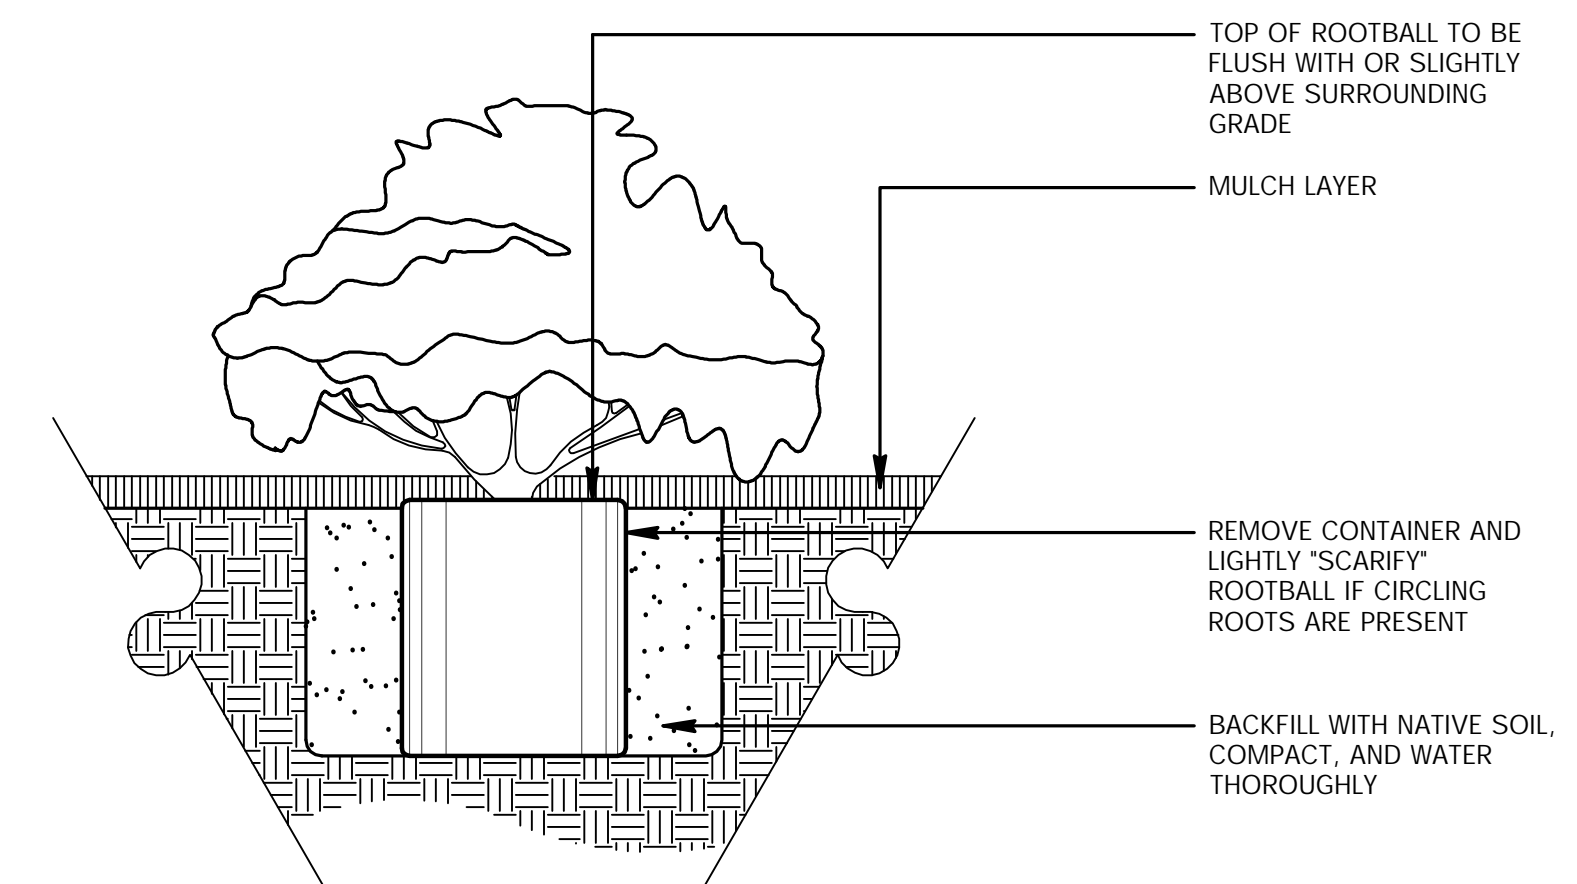 TOP OF ROOTBALL TO BE
FLUSH WITH OR SLIGHTLY
ABOVE SURROUNDING
GRADE
MULCH LAYER
REMOVE CONTAINER AND
LIGHTLY "SCARIFY"
ROOTBALL IF CIRCLING
ROOTS ARE PRESENT
BACKFILL WITH NATIVE SOIL,
COMPACT, AND WATER
THOROUGHLY